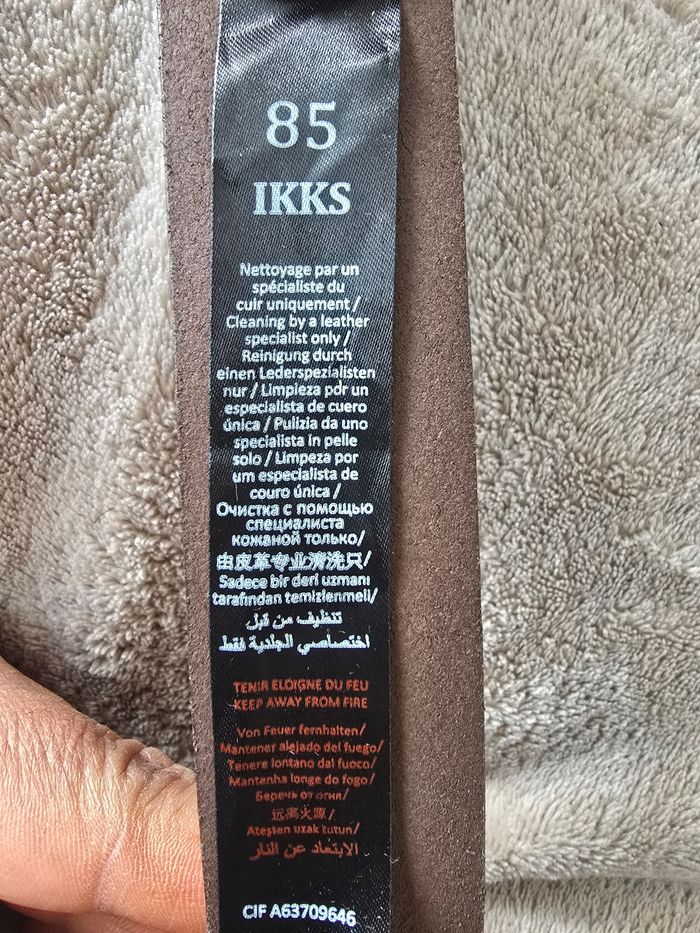 85
IKKS
Nettoyage par un
spécialiste du
cuir uniquement /
Cleaning by a leather
specialist only /
Reinigung durch
einen Lederspezialisten
nur / Limpieza por un
especialista de cuero
única / Pulizia da uno
specialista in pelle
solo / Limpeza por
um especialista de
couro única /
Очистка с помощью
специалиста
кожаной только/
由皮革专业清洗只/
Sadece bir deri uzmanı
tarafından temizlenmeli/
تنظيف من قبل
اختصاصي الجلدية فقط
TENIR ELOIGNE DU FEU
KEEP AWAY FROM FIRE
Von Feuer fernhalten/
Mantener alejado del fuego/
Tenere lontano dal fuoco/
Mantenha longe do fogo/
Беречь от огня/
远离火源/
Ateşten uzak tutun/
الابتعاد عن النار
CIF A63709646